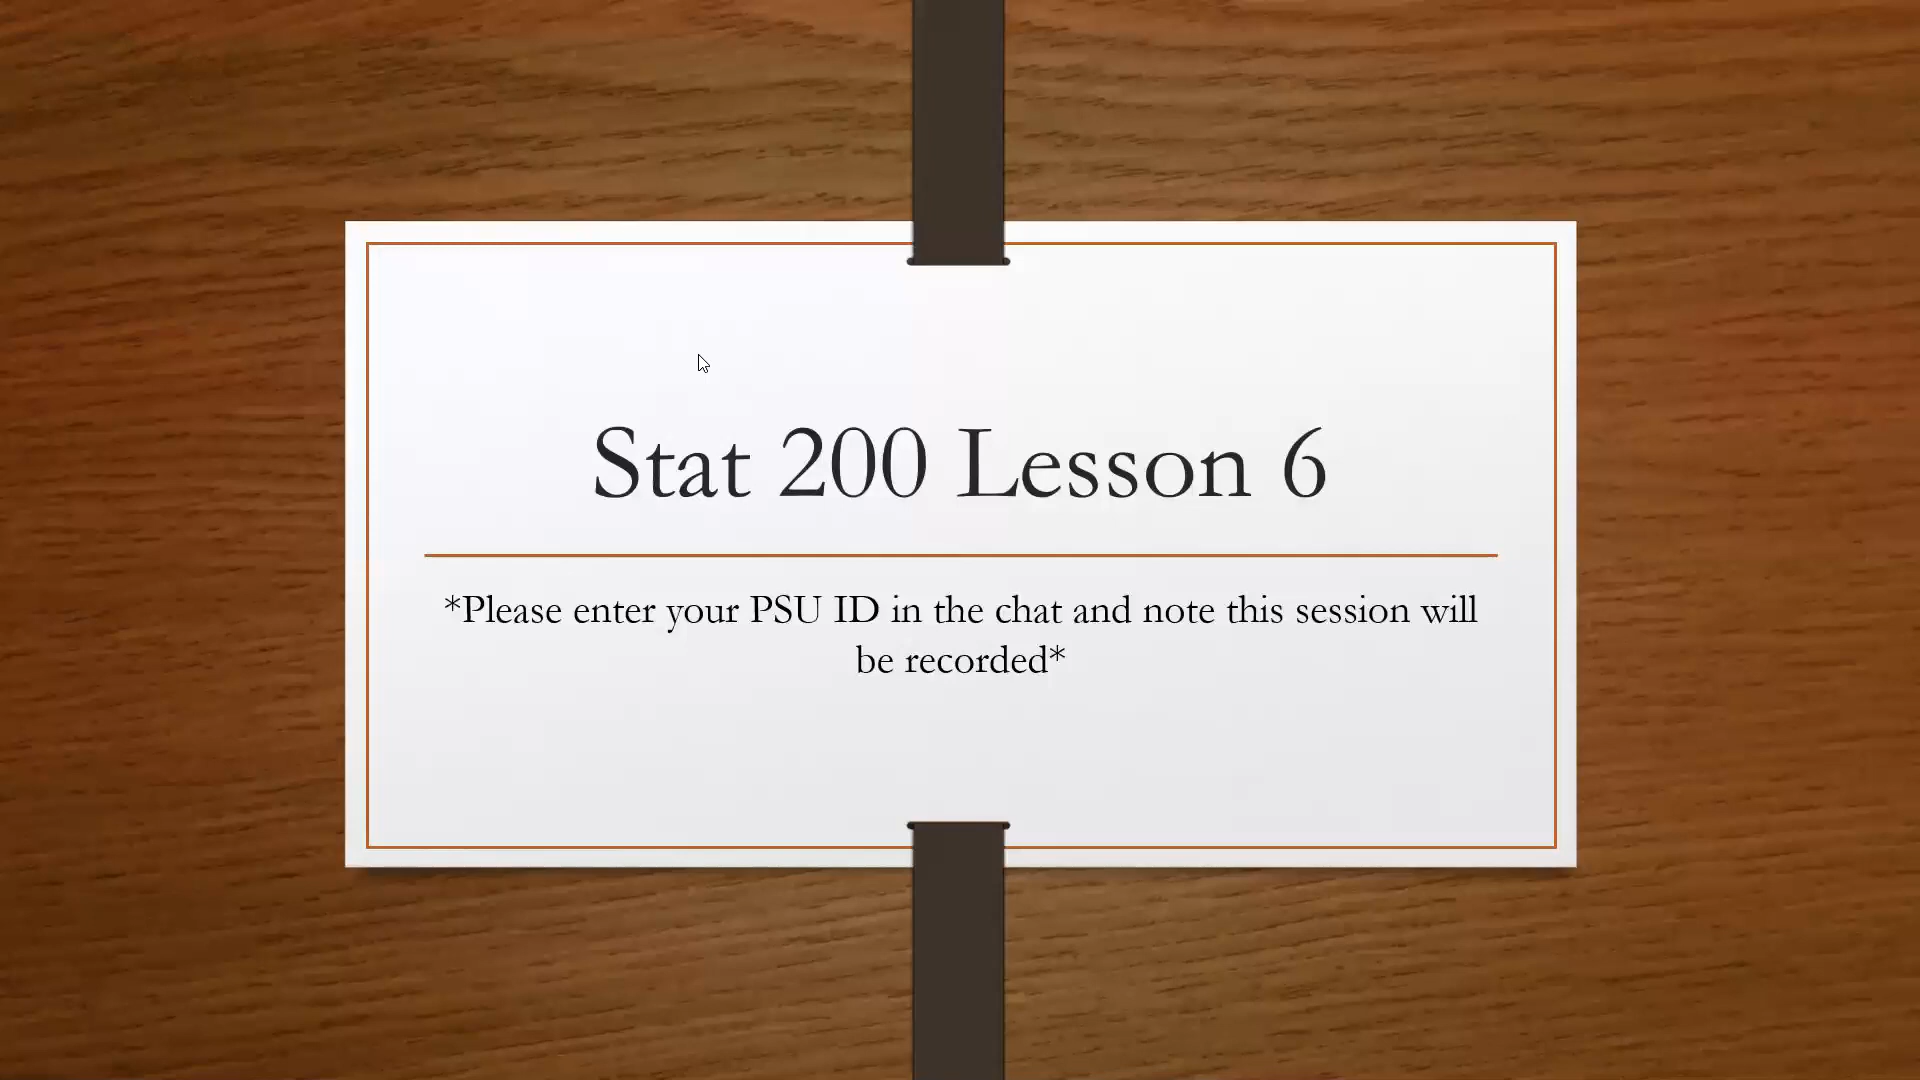 Stat 200 Lesson 6
*Please enter your PSU ID in the chat and note this session will
be recorded*